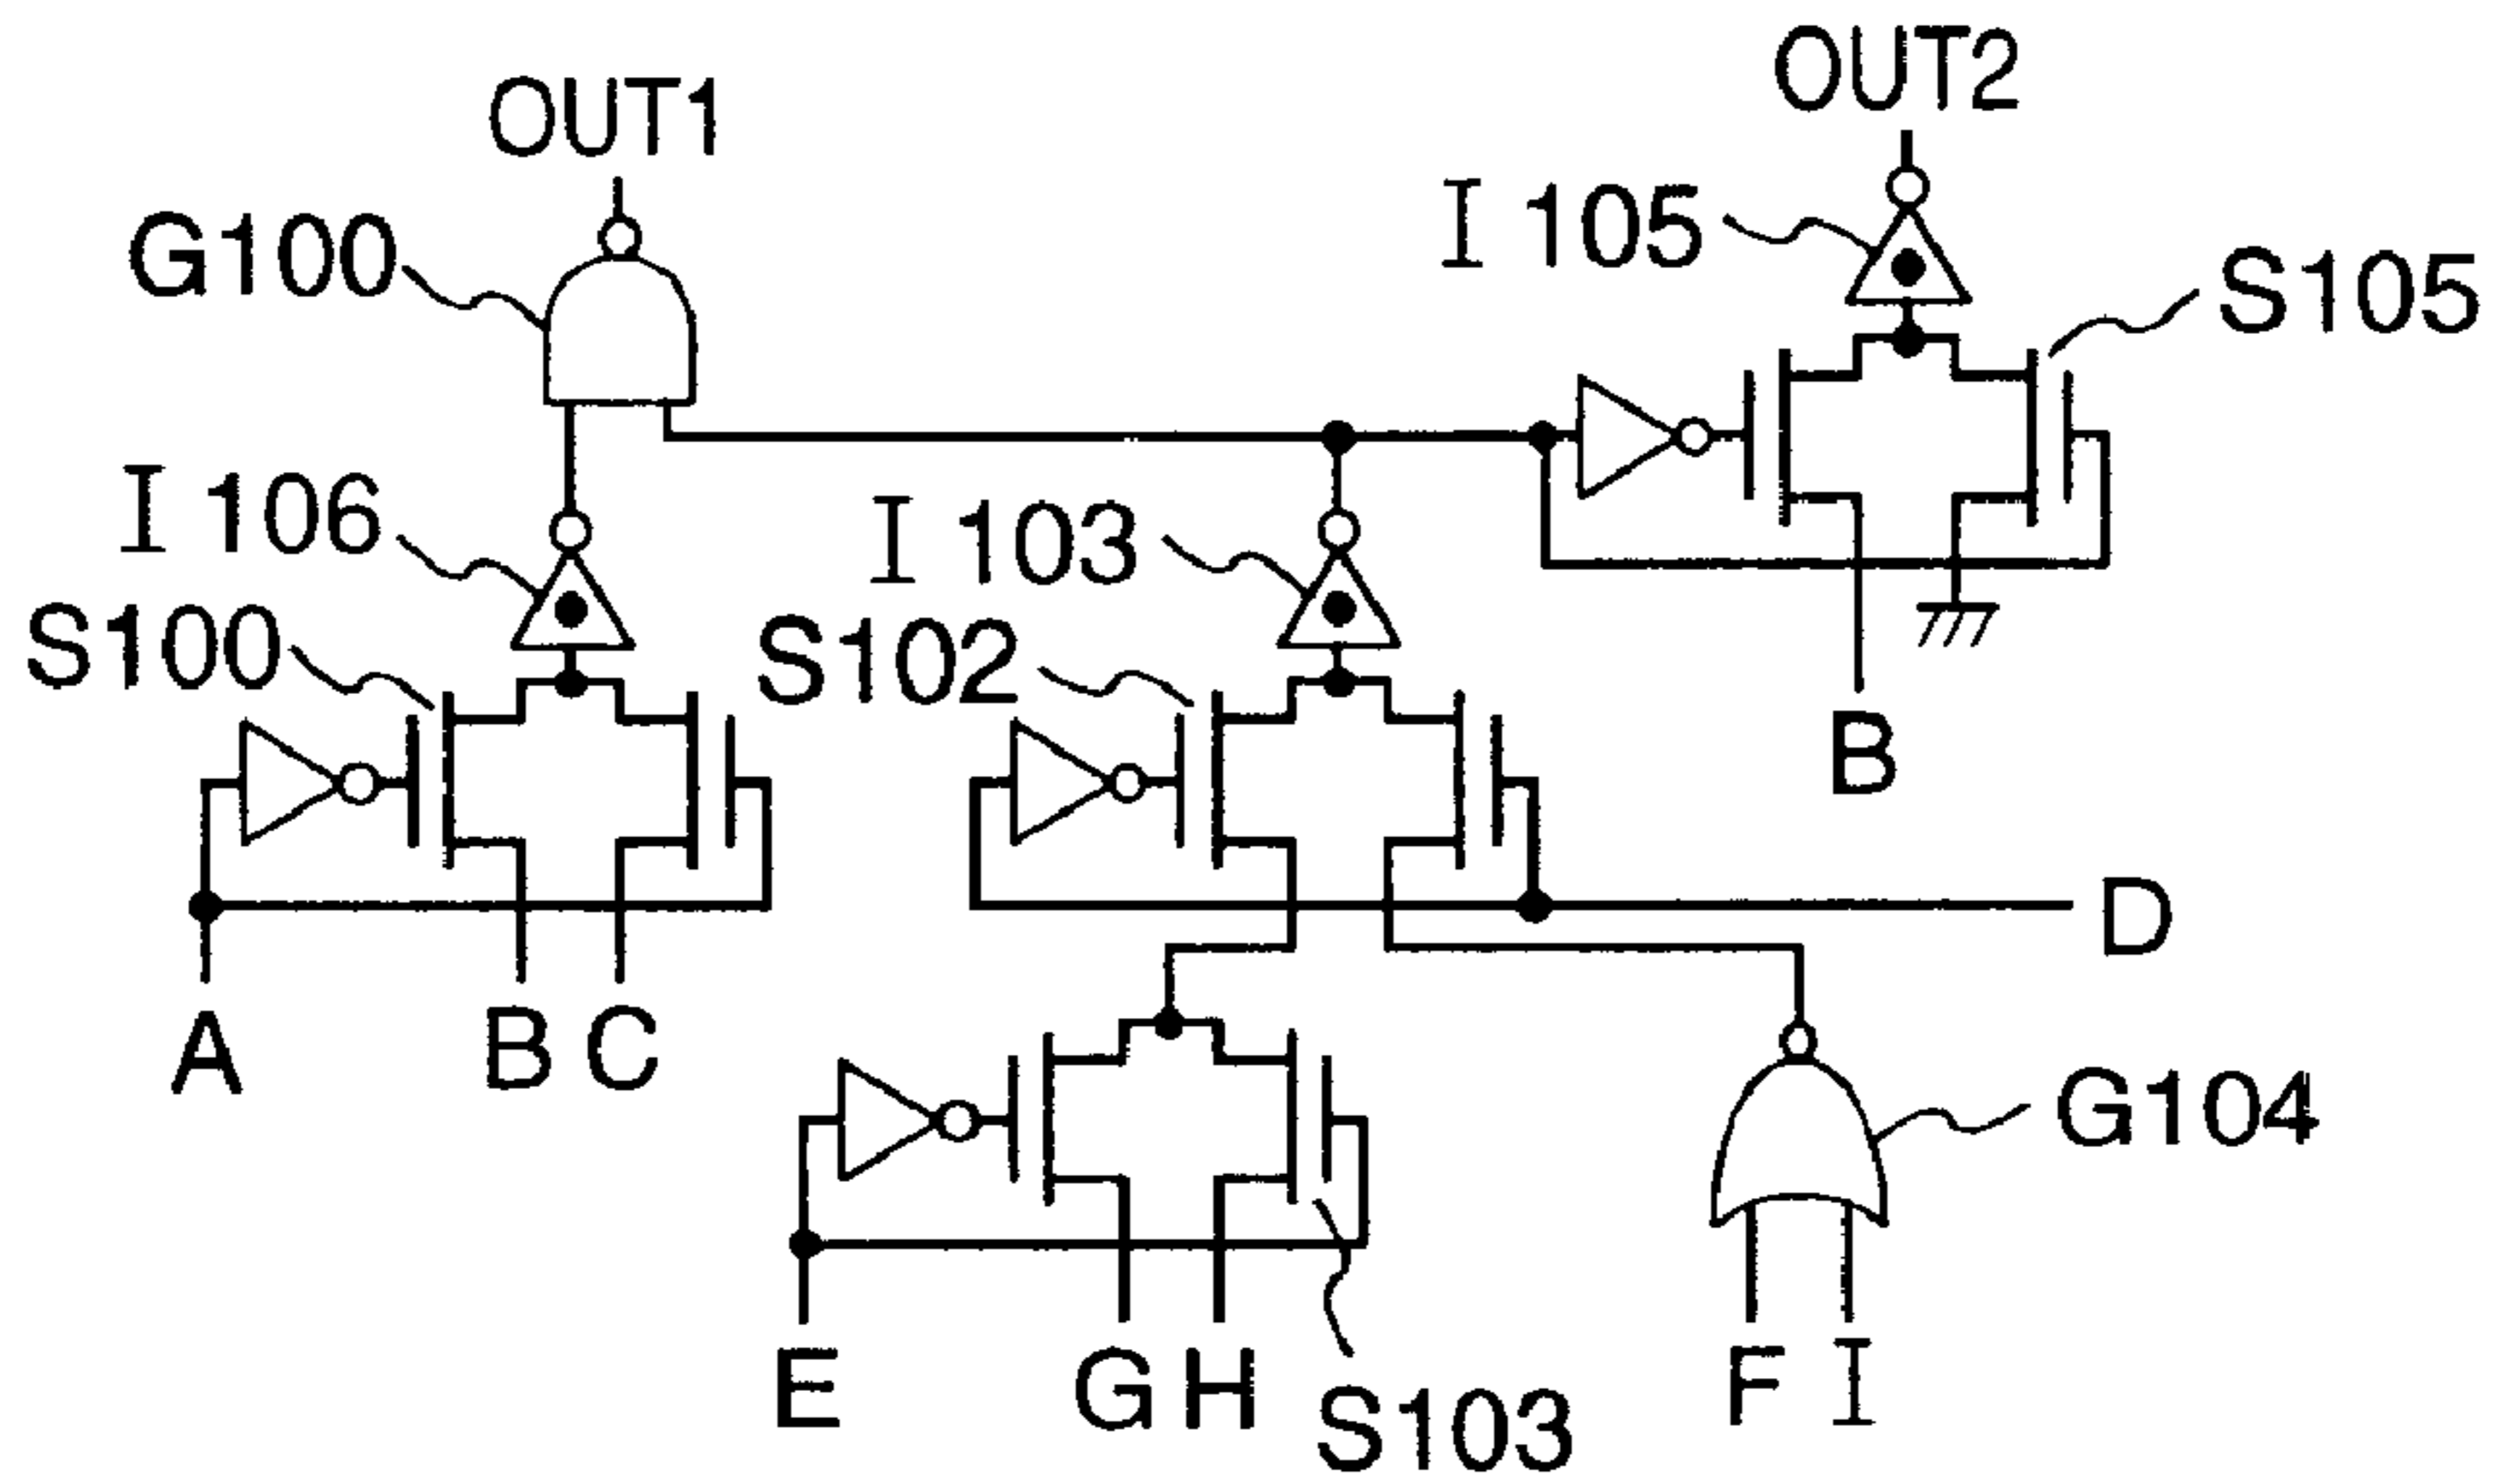 OUT1
OUT2
G100
I 105
S105
I 106
I 103
S100
S102
B
D
A
B C
G104
E
G H
F I
S103